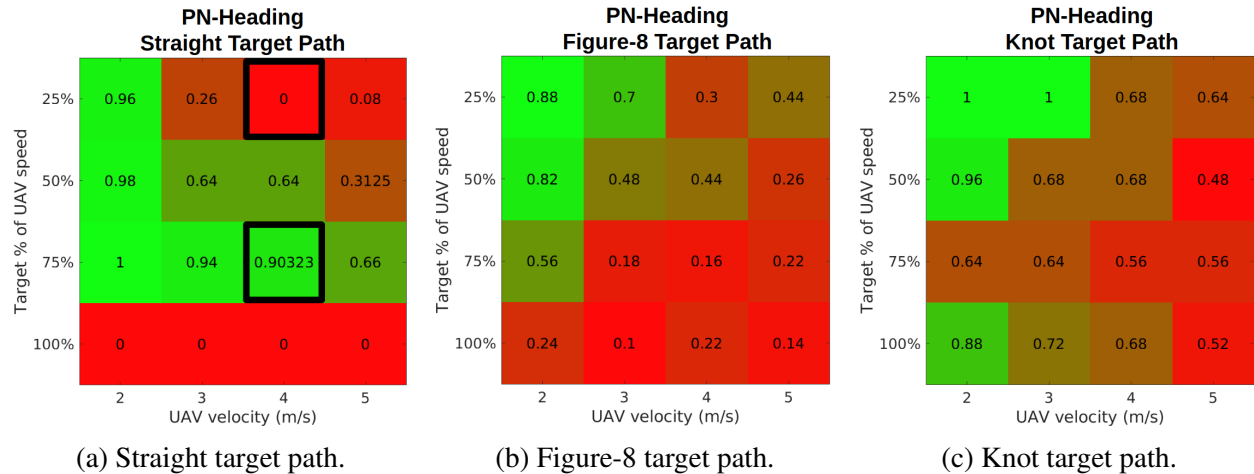 PN-Heading
Straight Target Path
Target % of UAV speed
25%
0.96 0.26 0 0.08
50%
0.98 0.64 0.64 0.3125
75%
1 0.94 0.90323 0.66
100%
0 0 0 0
2 3 4 5
UAV velocity (m/s)
(a) Straight target path.
PN-Heading
Figure-8 Target Path
Target % of UAV speed
25%
0.88 0.7 0.3 0.44
50%
0.82 0.48 0.44 0.26
75%
0.56 0.18 0.16 0.22
100%
0.24 0.1 0.22 0.14
2 3 4 5
UAV velocity (m/s)
(b) Figure-8 target path.
PN-Heading
Knot Target Path
Target % of UAV speed
25%
1 1 0.68 0.64
50%
0.96 0.68 0.68 0.48
75%
0.64 0.64 0.56 0.56
100%
0.88 0.72 0.68 0.52
2 3 4 5
UAV velocity (m/s)
(c) Knot target path.